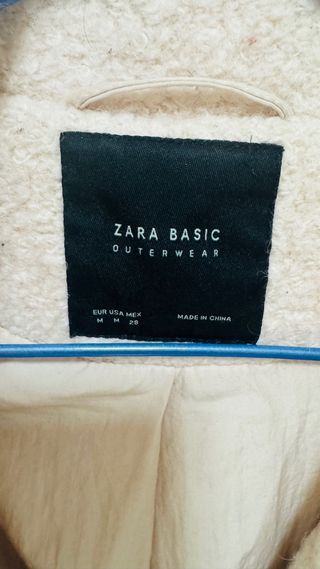 ZARA BASIC
OUTERWEAR
EUR USA MEX
M M 28
MADE IN CHINA